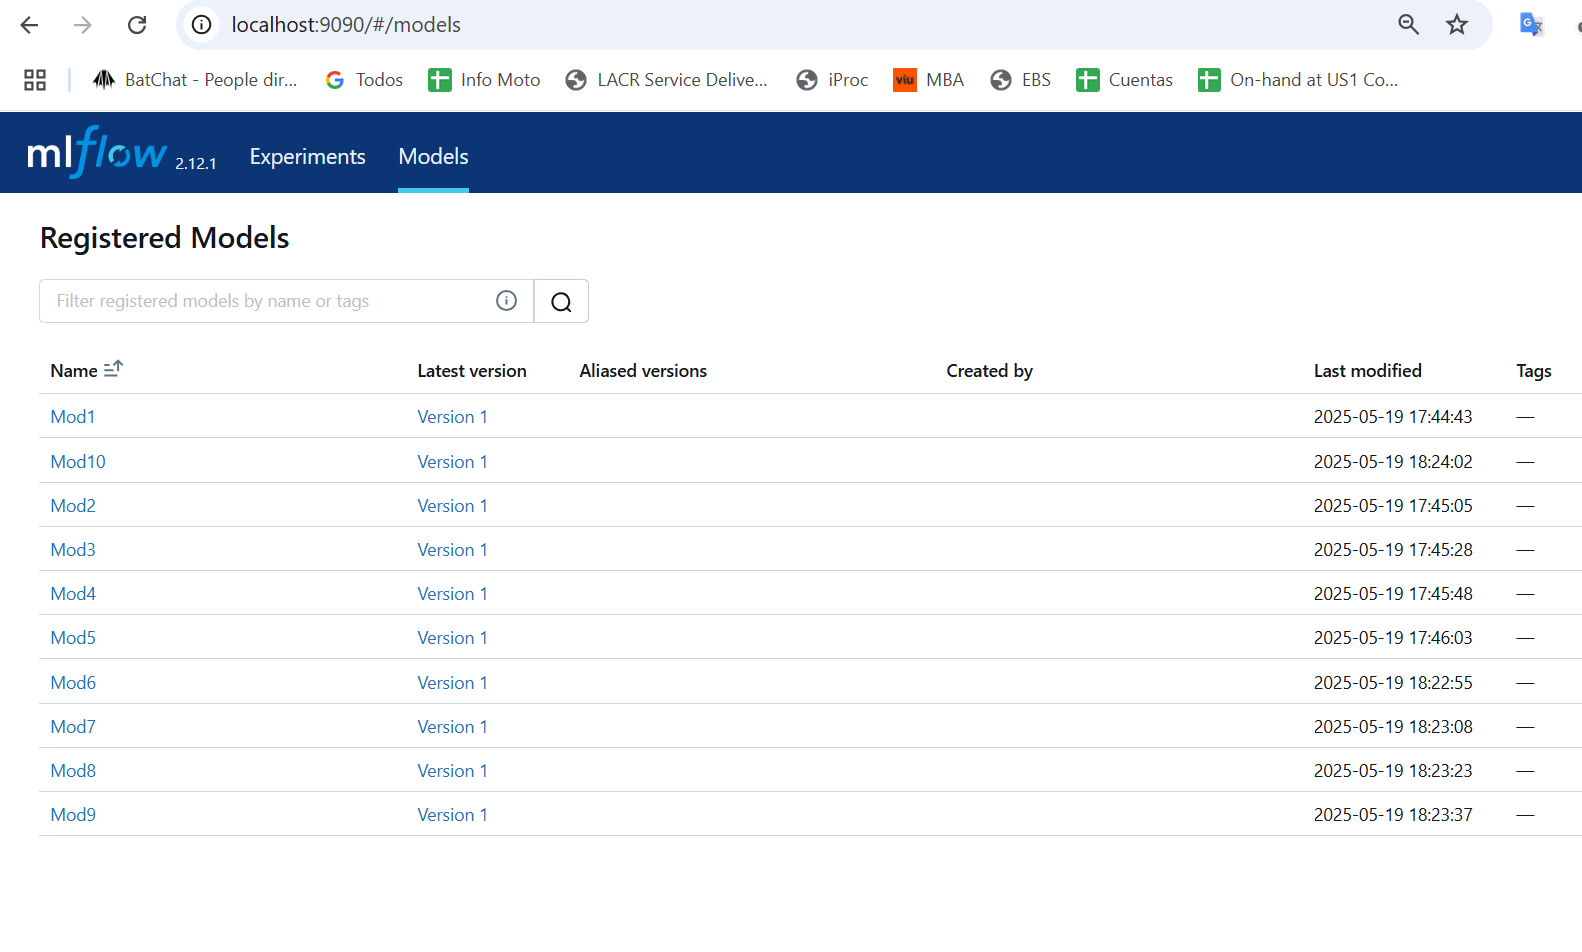 localhost:9090/#/models
BatChat - People dir... Todos Info Moto LACR Service Delive... iProc viu MBA EBS Cuentas On-hand at US1 Co...
mlflow 2.12.1 Experiments Models
Registered Models
Filter registered models by name or tags
Name Latest version Aliased versions Created by Last modified Tags
Mod1 Version 1 2025-05-19 17:44:43 —
Mod10 Version 1 2025-05-19 18:24:02 —
Mod2 Version 1 2025-05-19 17:45:05 —
Mod3 Version 1 2025-05-19 17:45:28 —
Mod4 Version 1 2025-05-19 17:45:48 —
Mod5 Version 1 2025-05-19 17:46:03 —
Mod6 Version 1 2025-05-19 18:22:55 —
Mod7 Version 1 2025-05-19 18:23:08 —
Mod8 Version 1 2025-05-19 18:23:23 —
Mod9 Version 1 2025-05-19 18:23:37 —